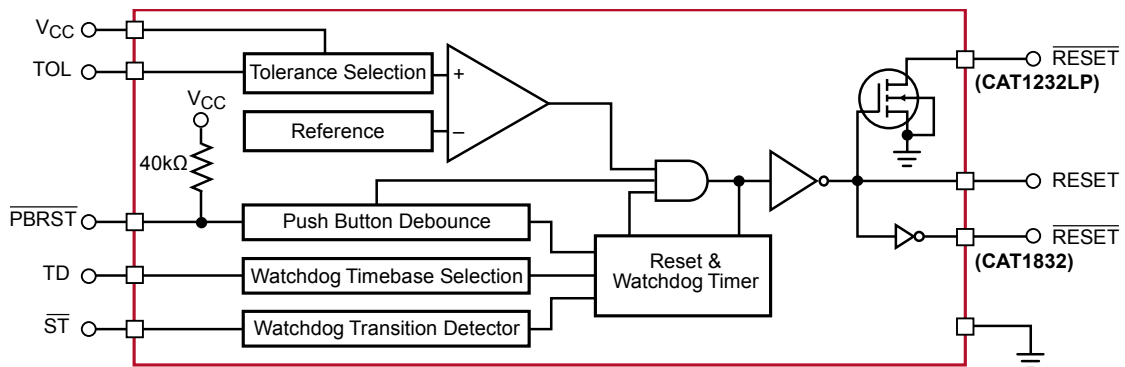 VCC
TOL
Tolerance Selection
+
–
Reference
VCC
40kΩ
PBRST
Push Button Debounce
TD
Watchdog Timebase Selection
ST
Watchdog Transition Detector
Reset &
Watchdog Timer
RESET
(CAT1232LP)
RESET
RESET
(CAT1832)